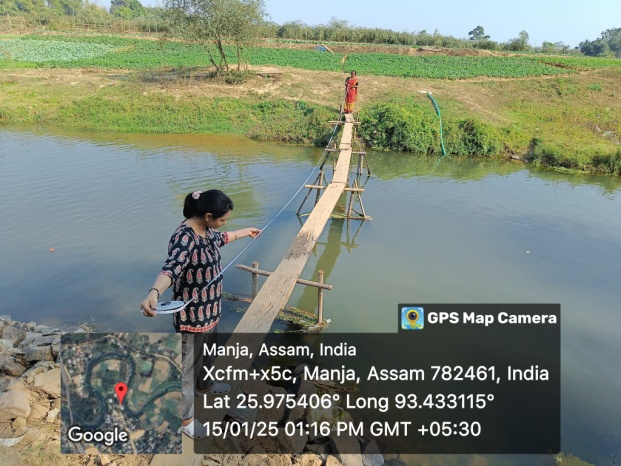 GPS Map Camera
Manja, Assam, India
Xcfm+x5c, Manja, Assam 782461, India
Lat 25.975406° Long 93.433115°
15/01/25 01:16 PM GMT +05:30
Google